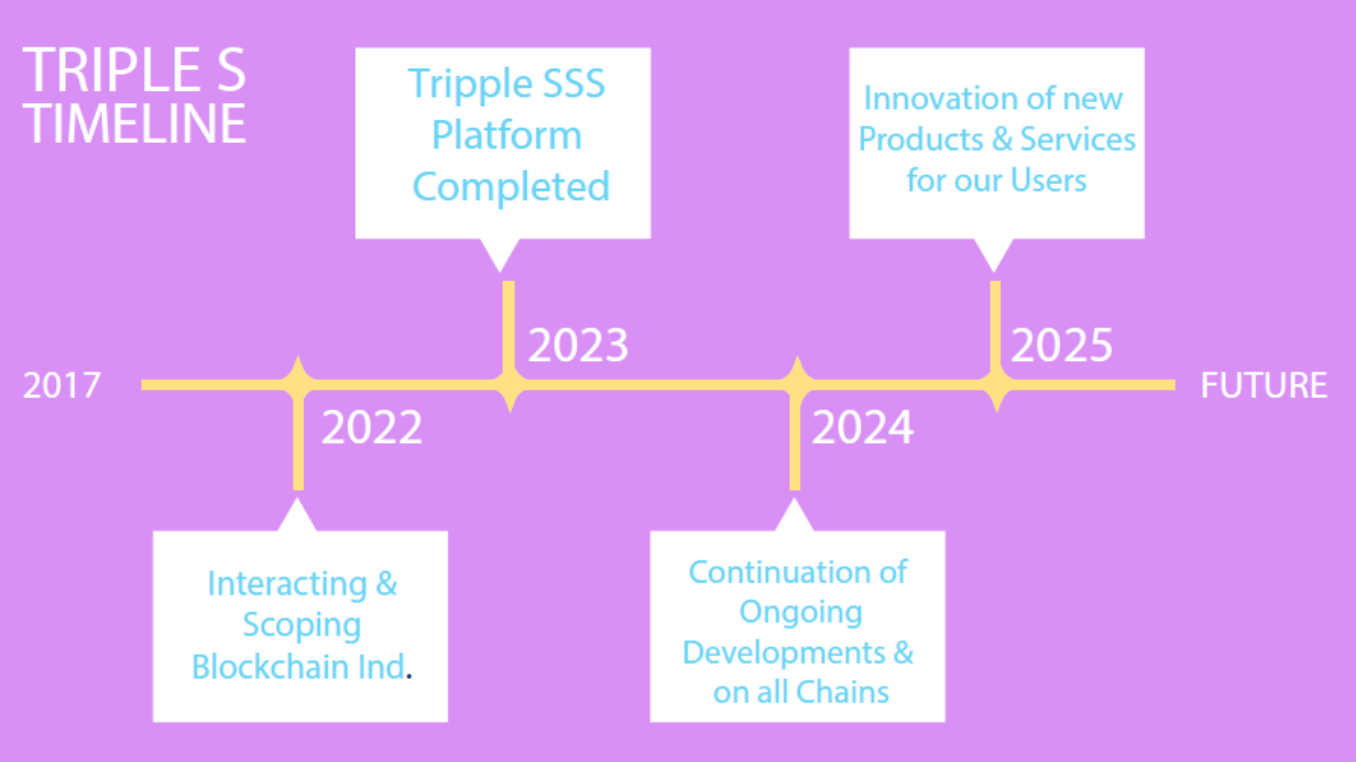 TRIPLE S
TIMELINE
Tripple SSS
Platform
Completed
Innovation of new
Products & Services
for our Users
2023
2025
2017
FUTURE
2022
2024
Interacting &
Scoping
Blockchain Ind.
Continuation of
Ongoing
Developments &
on all Chains